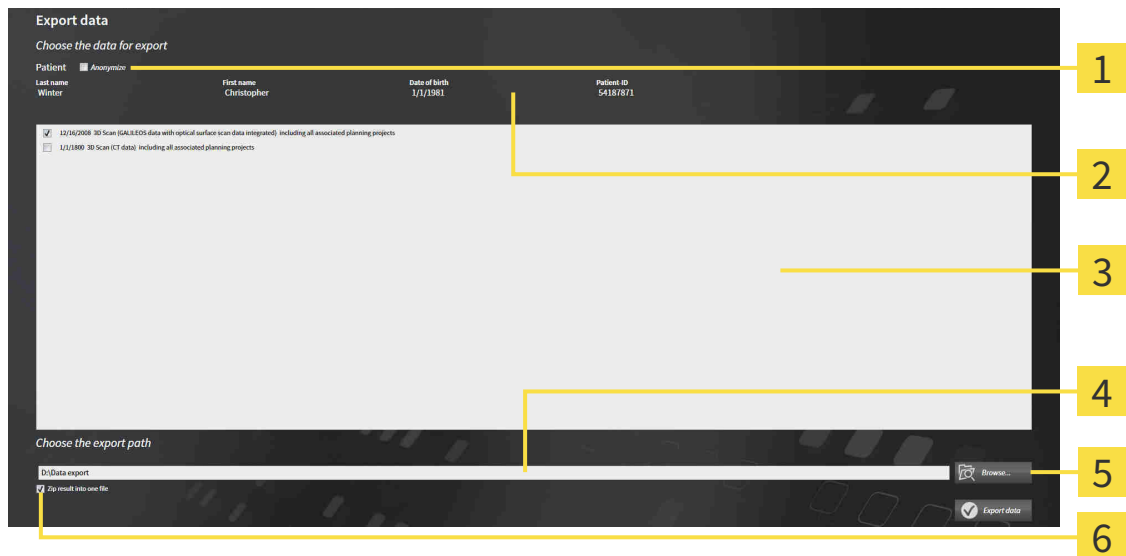 Export data
Choose the data for export
Patient Anonymize
1
Last name First name Date of birth Patient-ID
Winter Christopher 1/1/1981 54187871
12/16/2008 3D Scan (GALILEOS data with optical surface scan data integrated) including all associated planning projects
1/1/1800 3D Scan (CT data) including all associated planning projects
2
3
4
Choose the export path
D:\Data export
Browse...
5
Zip result into one file
Export data
6